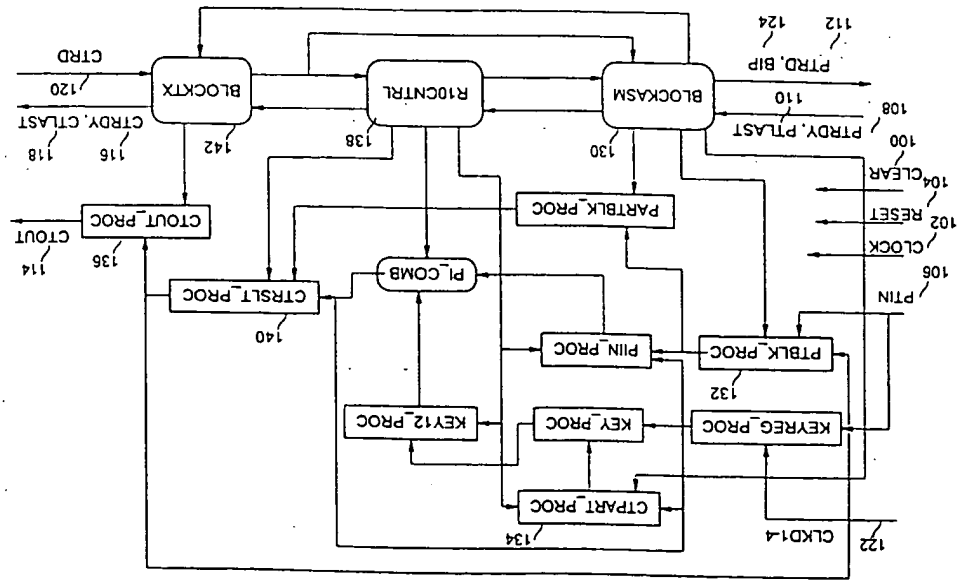 122
CLKD1-4
134
CTPART_PROC
KEYREG_PROC
KEY_PROC
KEY12_PROC
132
PTBLK_PROC
PIIN_PROC
140
106
PTIN
PI_COMB
CTRSLT_PROC
102
CLOCK
114
104
RESET
136
CTOUT
PARTBLK_PROC
CTOUT_PROC
100
CLEAR
108
110
130
138
142
116
118
PTRDY, PTLAST
CTRDY, CTLAST
BLOCKASM
R10CNTRL
BLOCKTX
120
PTRD, BIP
CTRD
112
124